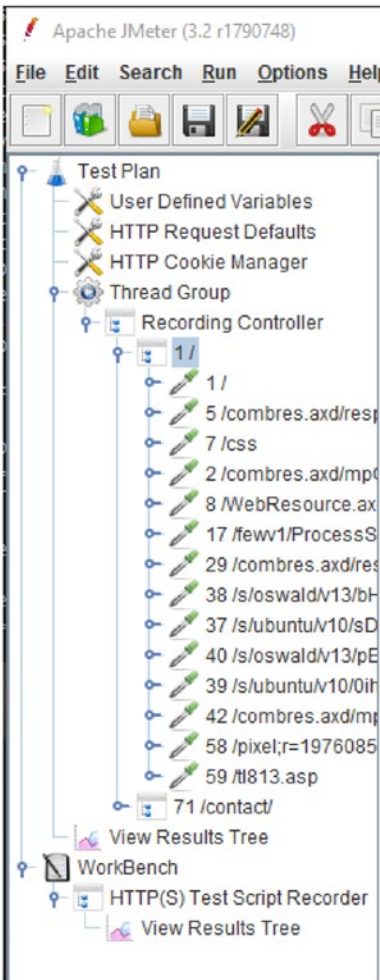 Apache JMeter (3.2 r1790748)
File Edit Search Run Options Help
Test Plan
User Defined Variables
HTTP Request Defaults
HTTP Cookie Manager
Thread Group
Recording Controller
1 /
1 /
5 /combres.axd/resp
7 /css
2 /combres.axd/mp
8 /WebResource.ax
17 /fewv1/ProcessS
29 /combres.axd/res
38 /s/oswald/v13/bH
37 /s/ubuntu/v10/sD
40 /s/oswald/v13/pE
39 /s/ubuntu/v10/0ih
42 /combres.axd/mp
58 /pixel;r=1976085
59 /tl813.asp
71 /contact/
View Results Tree
WorkBench
HTTP(S) Test Script Recorder
View Results Tree